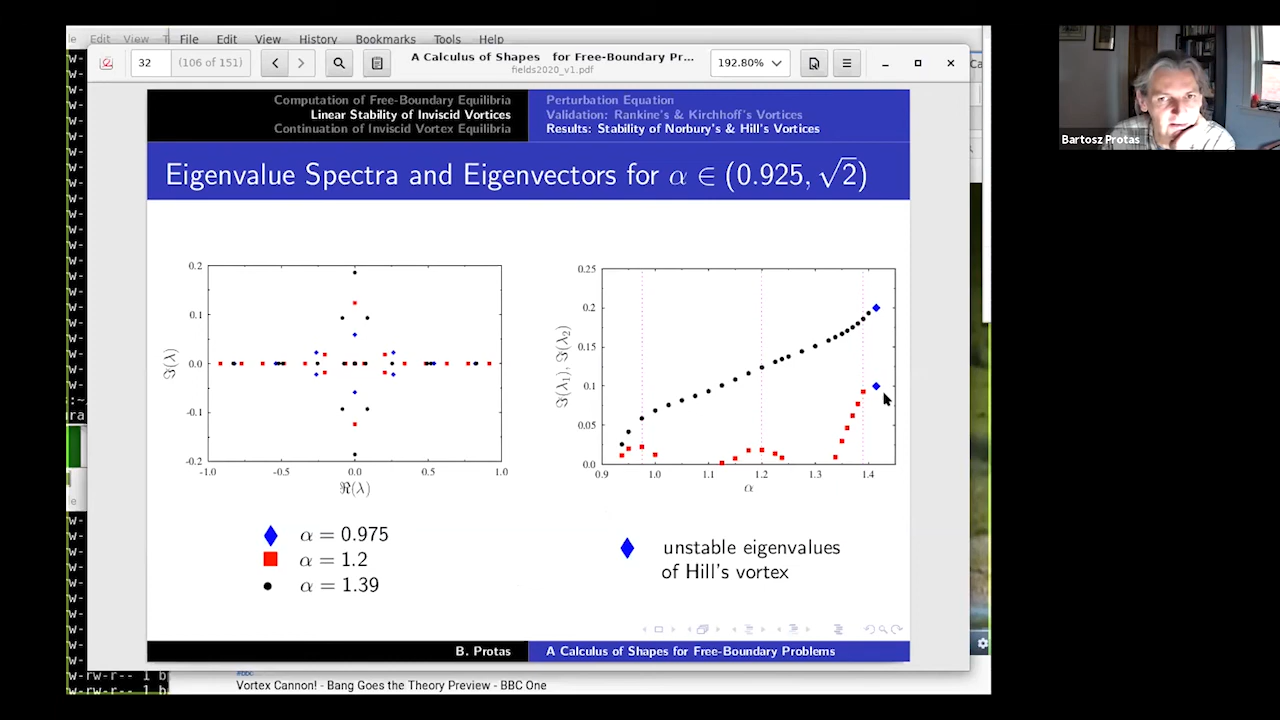 le Edit View T File Edit View History Bookmarks Tools Help
32 (106 of 151) A Calculus of Shapes for Free-Boundary Pr... 192.80%
fields2020_v1.pdf
Computation of Free-Boundary Equilibria
Linear Stability of Inviscid Vortices
Continuation of Inviscid Vortex Equilibria
Perturbation Equation
Validation: Rankine's & Kirchhoff's Vortices
Results: Stability of Norbury's & Hill's Vortices
Eigenvalue Spectra and Eigenvectors for α ∈ (0.925, √2)
0.2
0.1
0.0
-0.1
-0.2
ℑ(λ)
-1.0 -0.5 0.0 0.5 1.0
ℜ(λ)
0.25
0.2
0.15
0.1
0.05
0.0
ℑ(λ₁), ℑ(λ₂)
0.9 1.0 1.1 1.2 1.3 1.4
α
α = 0.975
α = 1.2
α = 1.39
unstable eigenvalues
of Hill's vortex
B. Protas A Calculus of Shapes for Free-Boundary Problems
Vortex Cannon! - Bang Goes the Theory Preview - BBC One
Bartosz Protas